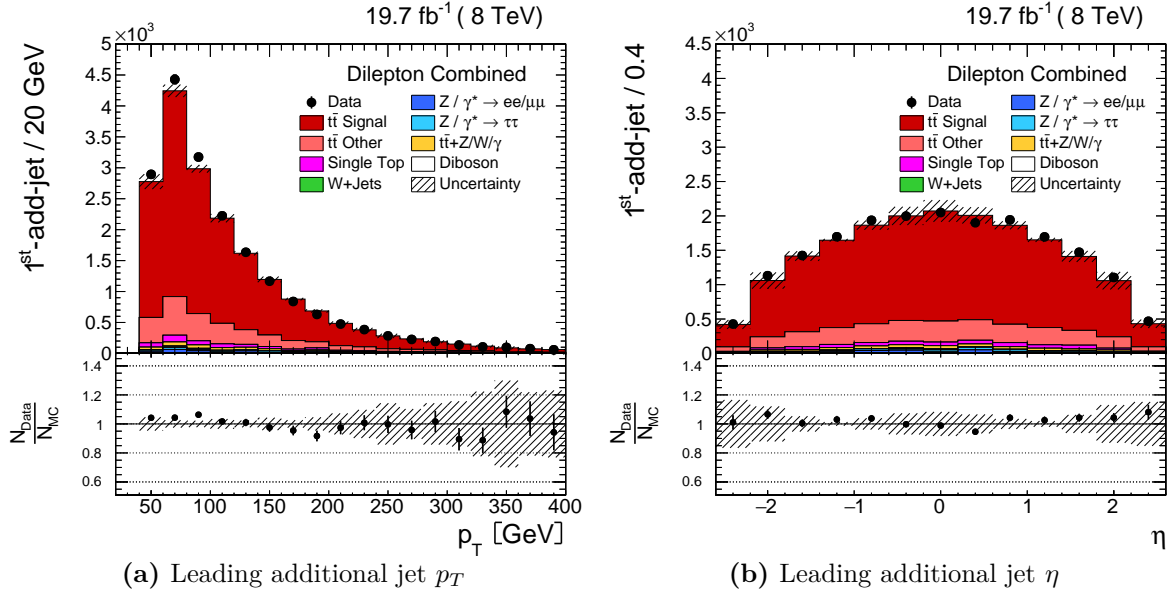 19.7 fb⁻¹ ( 8 TeV)
×10³
1ˢᵗ-add-jet / 20 GeV
5
4.5
4
3.5
3
2.5
2
1.5
1
0.5
0
Dilepton Combined
Data
tt̄ Signal
tt̄ Other
Single Top
W+Jets
Z / γ* → ee/μμ
Z / γ* → ττ
tt̄+Z/W/γ
Diboson
Uncertainty
N_Data
N_MC
1.4
1.2
1.0
0.8
0.6
50 100 150 200 250 300 350 400
p_T [GeV]
(a) Leading additional jet p_T
19.7 fb⁻¹ ( 8 TeV)
×10³
1ˢᵗ-add-jet / 0.4
4.5
4
3.5
3
2.5
2
1.5
1
0.5
0
Dilepton Combined
Data
tt̄ Signal
tt̄ Other
Single Top
W+Jets
Z / γ* → ee/μμ
Z / γ* → ττ
tt̄+Z/W/γ
Diboson
Uncertainty
N_Data
N_MC
1.4
1.2
1.0
0.8
0.6
−2 −1 0 1 2
η
(b) Leading additional jet η